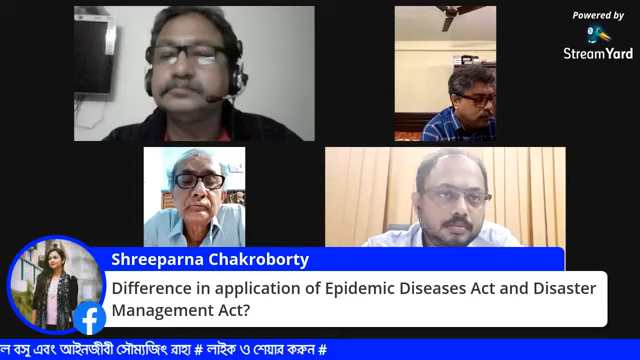 Powered by
StreamYard
Shreeparna Chakroborty
Difference in application of Epidemic Diseases Act and Disaster
Management Act?
বসু এবং আইনজীবী সৌম্যজিৎ রাহা # লাইক ও শেয়ার করুন #